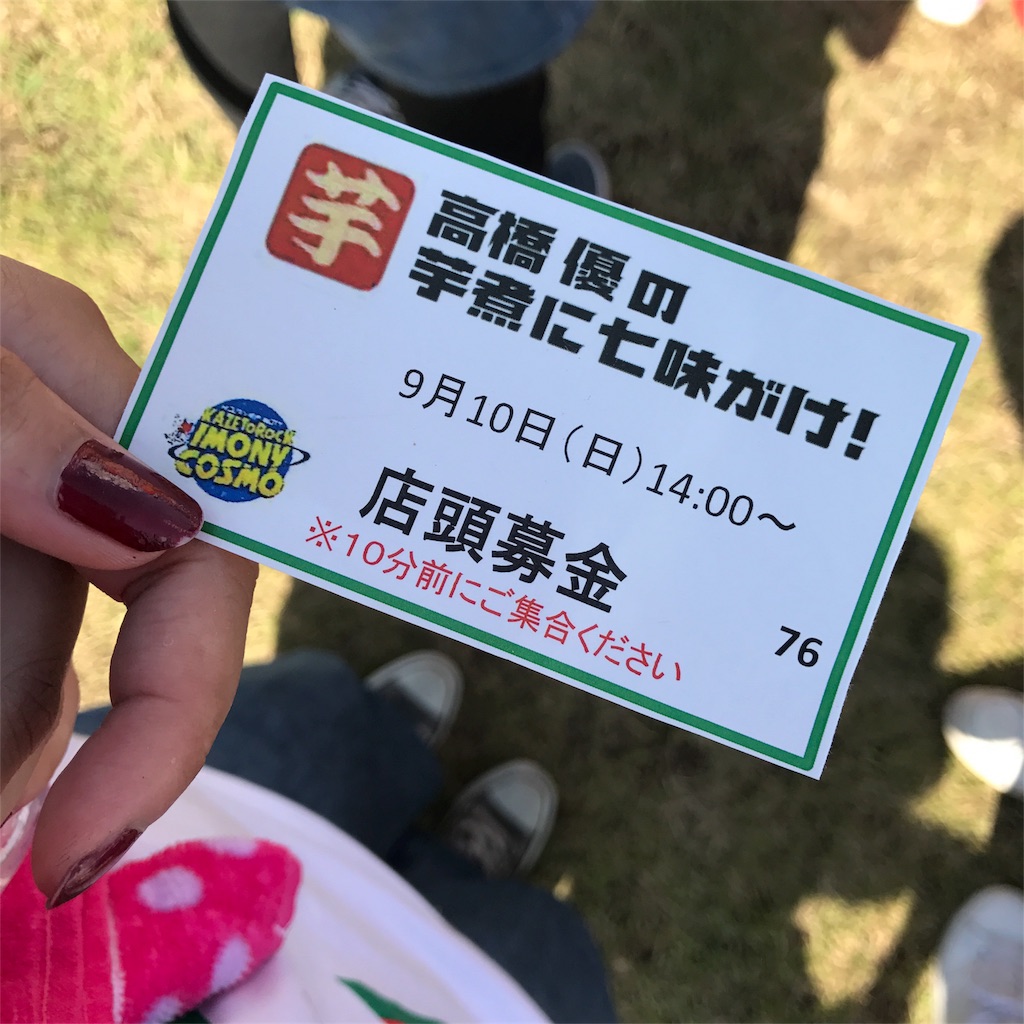 芋
高橋 優の
芋煮に七味がけ!
9月10日(日)14:00〜
KAZETOROCK
IMONY
COSMO
店頭募金
※10分前にご集合ください
76